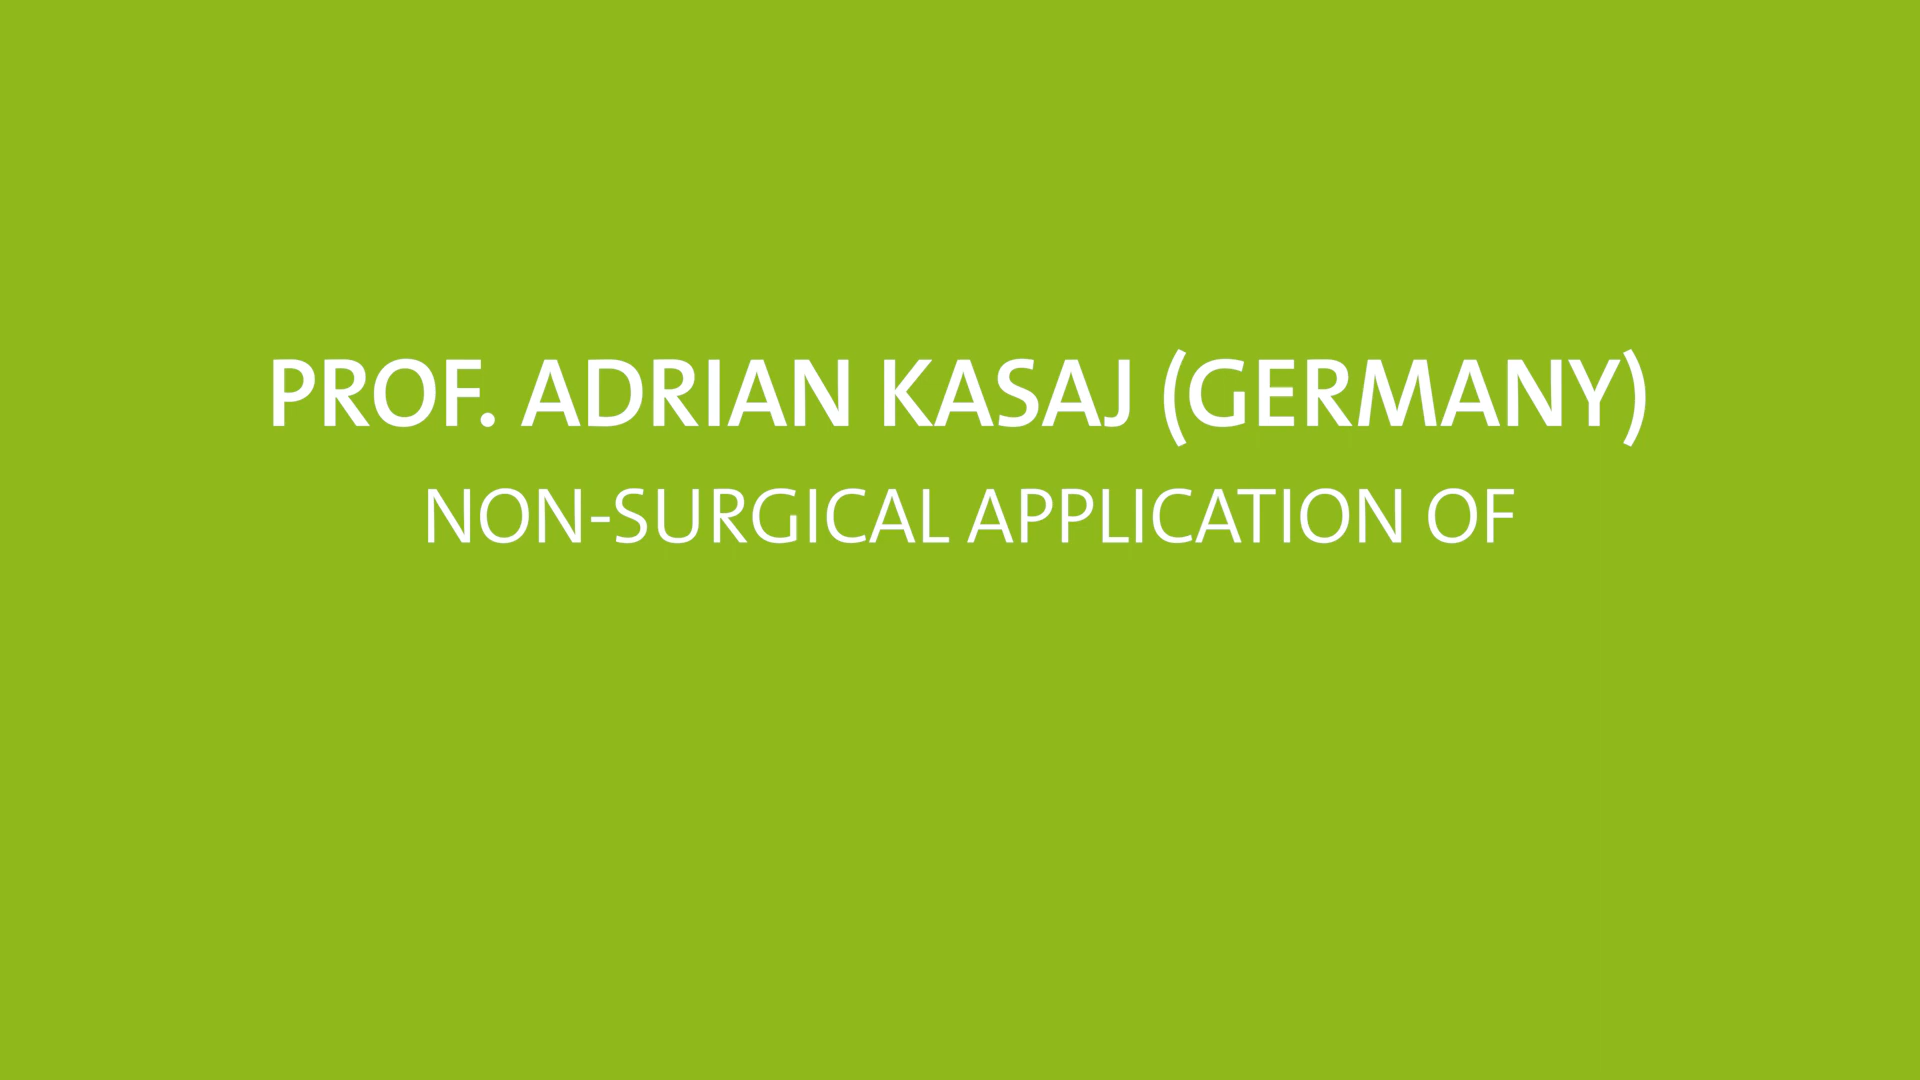 PROF. ADRIAN KASAJ (GERMANY)
NON-SURGICAL APPLICATION OF